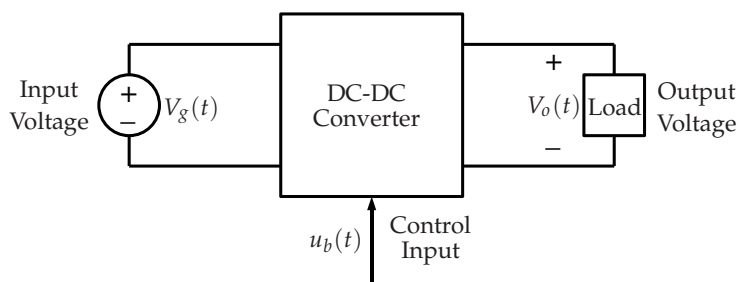 Input
Voltage
+
−
V_g(t)
DC-DC
Converter
+
V_o(t)
−
Load
Output
Voltage
u_b(t)
Control
Input